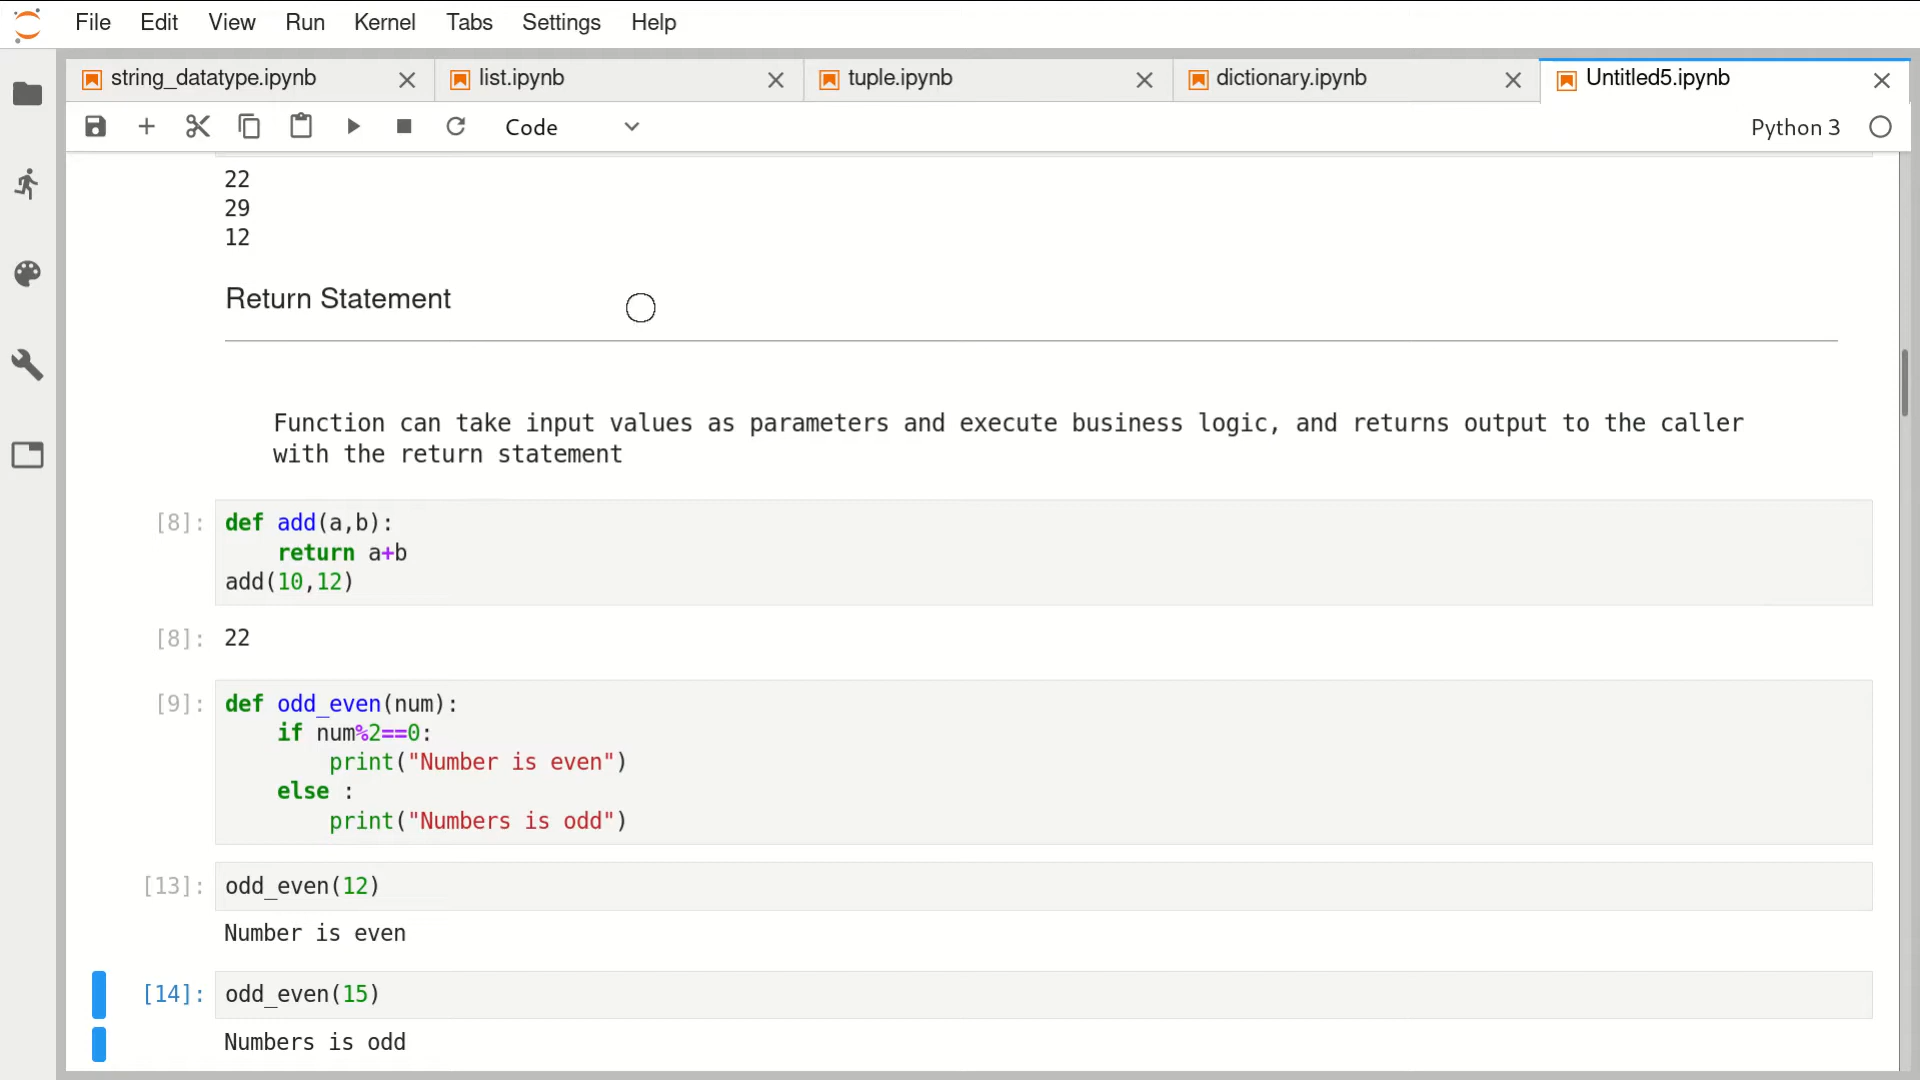 File Edit View Run Kernel Tabs Settings Help
string_datatype.ipynb list.ipynb tuple.ipynb dictionary.ipynb Untitled5.ipynb
Code Python 3
22
29
12
Return Statement
Function can take input values as parameters and execute business logic, and returns output to the caller
with the return statement
[8]: def add(a,b):
    return a+b
add(10,12)
[8]: 22
[9]: def odd_even(num):
    if num%2==0:
        print("Number is even")
    else :
        print("Numbers is odd")
[13]: odd_even(12)
Number is even
[14]: odd_even(15)
Numbers is odd